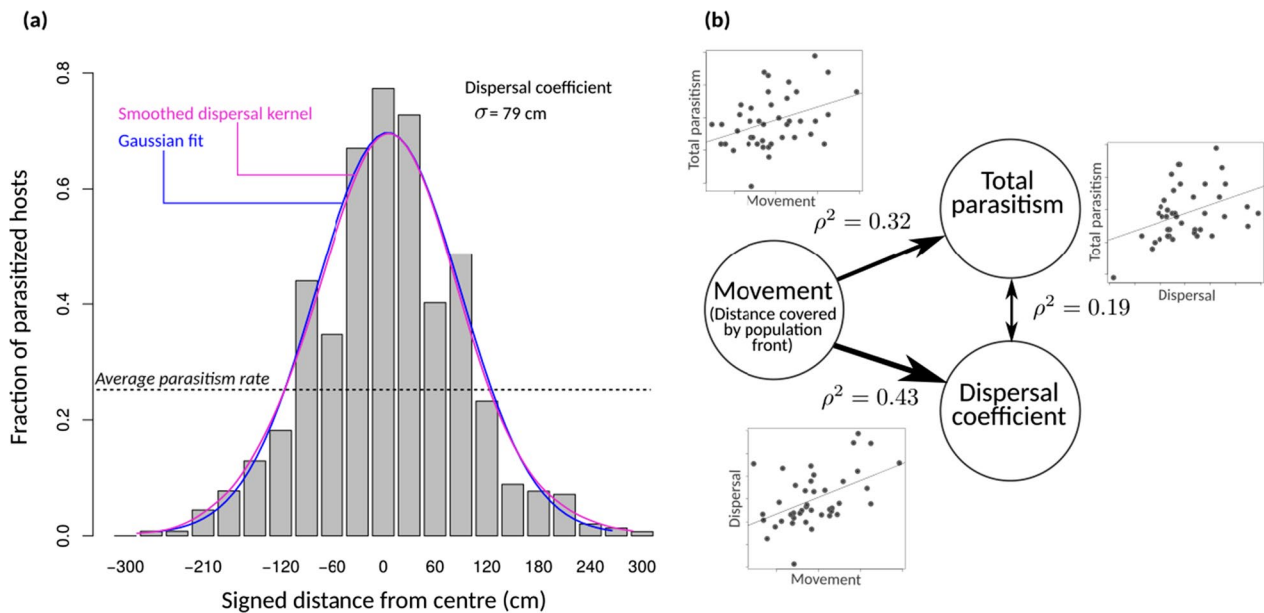 (a)
0.8
0.6
0.4
0.2
0.0
Fraction of parasitized hosts
Smoothed dispersal kernel
Gaussian fit
Dispersal coefficient
σ = 79 cm
Average parasitism rate
−300 −210 −120 −60 0 60 120 180 240 300
Signed distance from centre (cm)
(b)
Total parasitism
Movement
Total
parasitism
Total parasitism
Dispersal
ρ² = 0.32
Movement
(Distance covered
by population
front)
ρ² = 0.19
ρ² = 0.43
Dispersal
coefficient
Dispersal
Movement